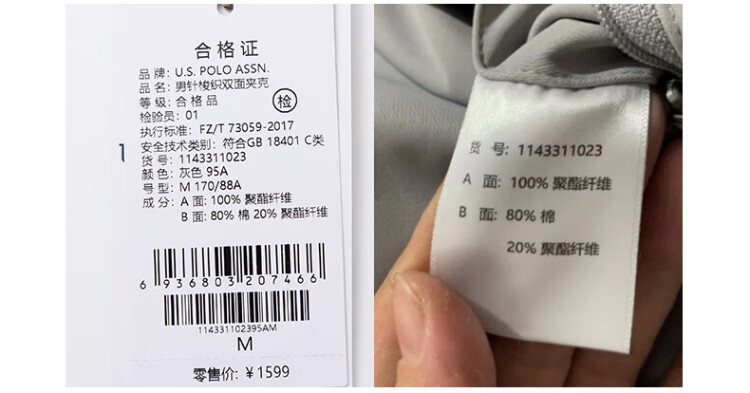 合格证
品 牌: U.S. POLO ASSN.
品 名: 男针梭织双面夹克
等 级: 合 格 品
检
检验员: 01
执行标准: FZ/T 73059-2017
安全技术类别: 符合GB 18401 C类
货 号: 1143311023
颜 色: 灰色 95A
号 型: M 170/88A
成 分: A 面: 100% 聚酯纤维
B 面: 80% 棉 20% 聚酯纤维
6 936803 207466
114331102395AM
M
零售价: ¥1599
货 号: 1143311023
A 面: 100% 聚酯纤维
B 面: 80% 棉
20% 聚酯纤维